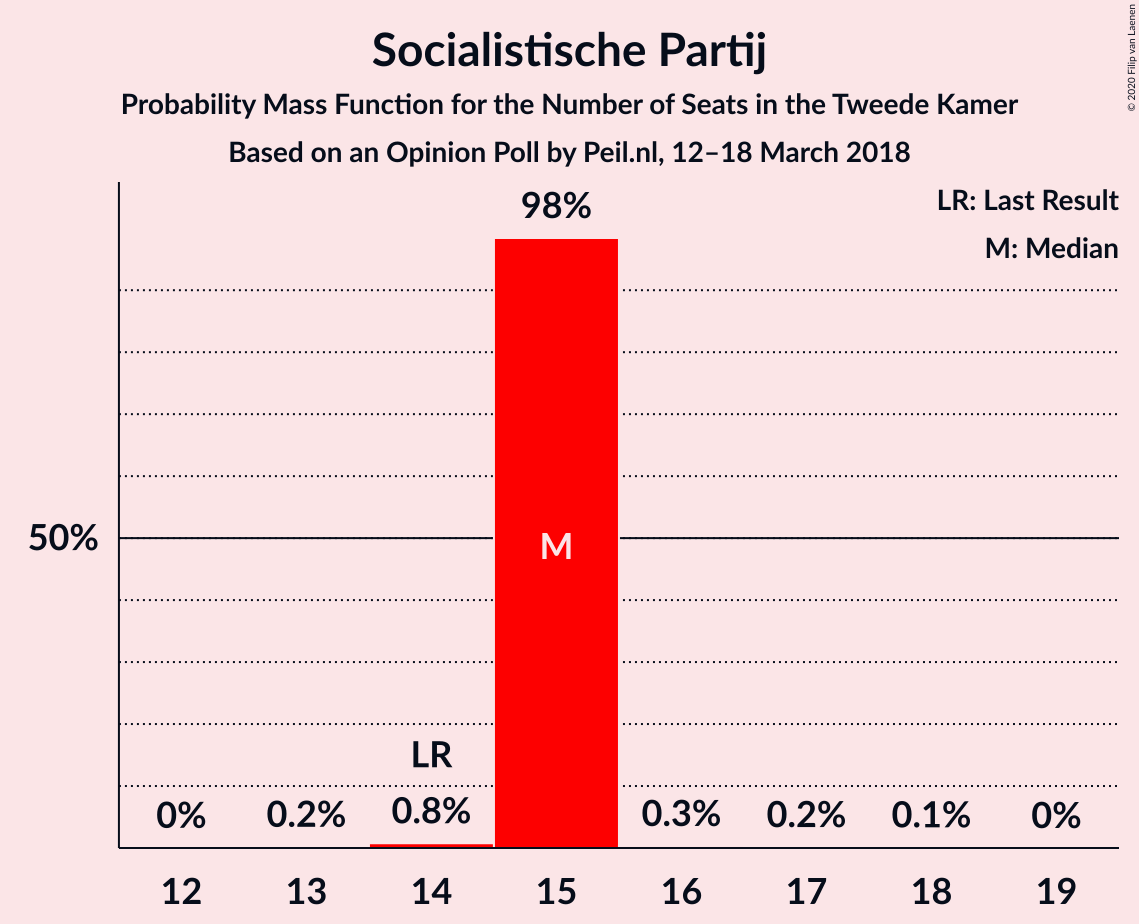 Socialistische Partij
Probability Mass Function for the Number of Seats in the Tweede Kamer
Based on an Opinion Poll by Peil.nl, 12–18 March 2018
© 2020 Filip van Laenen
LR: Last Result
M: Median
98%
50%
M
LR
0% 0.2% 0.8% 0.3% 0.2% 0.1% 0%
12 13 14 15 16 17 18 19